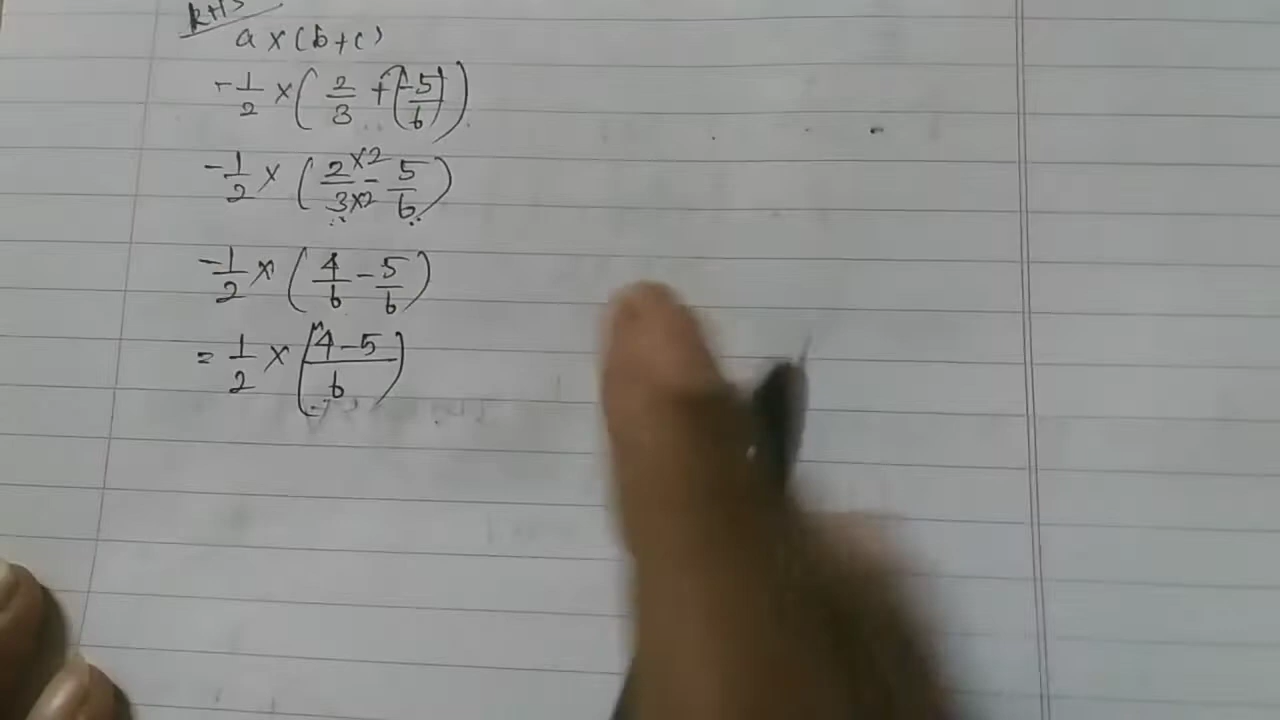 RHS
a × (b+c)
-1/2 × (2/3 + (-5/6))
-1/2 × (2×2/3×2 - 5/6)
-1/2 × (4/6 - 5/6)
= 1/2 × (4-5/6)